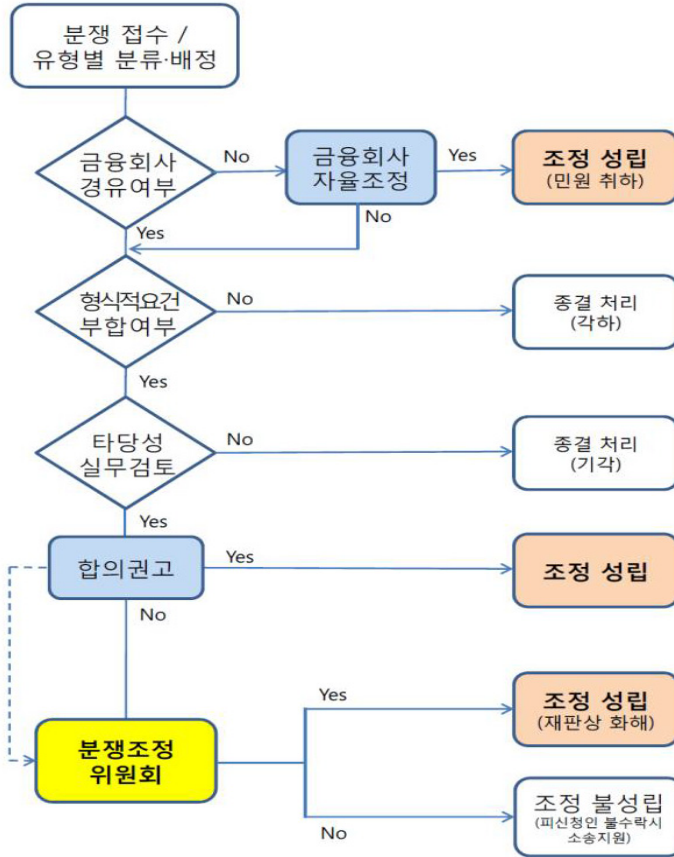 분쟁 접수 /
유형별 분류·배정
금융회사
경유여부
No
금융회사
자율조정
Yes
조정 성립
(민원 취하)
Yes
No
형식적요건
부합여부
No
종결 처리
(각하)
Yes
타당성
실무검토
No
종결 처리
(기각)
Yes
합의권고
Yes
조정 성립
No
분쟁조정
위원회
Yes
조정 성립
(재판상 화해)
No
조정 불성립
(피신청인 불수락시
소송지원)